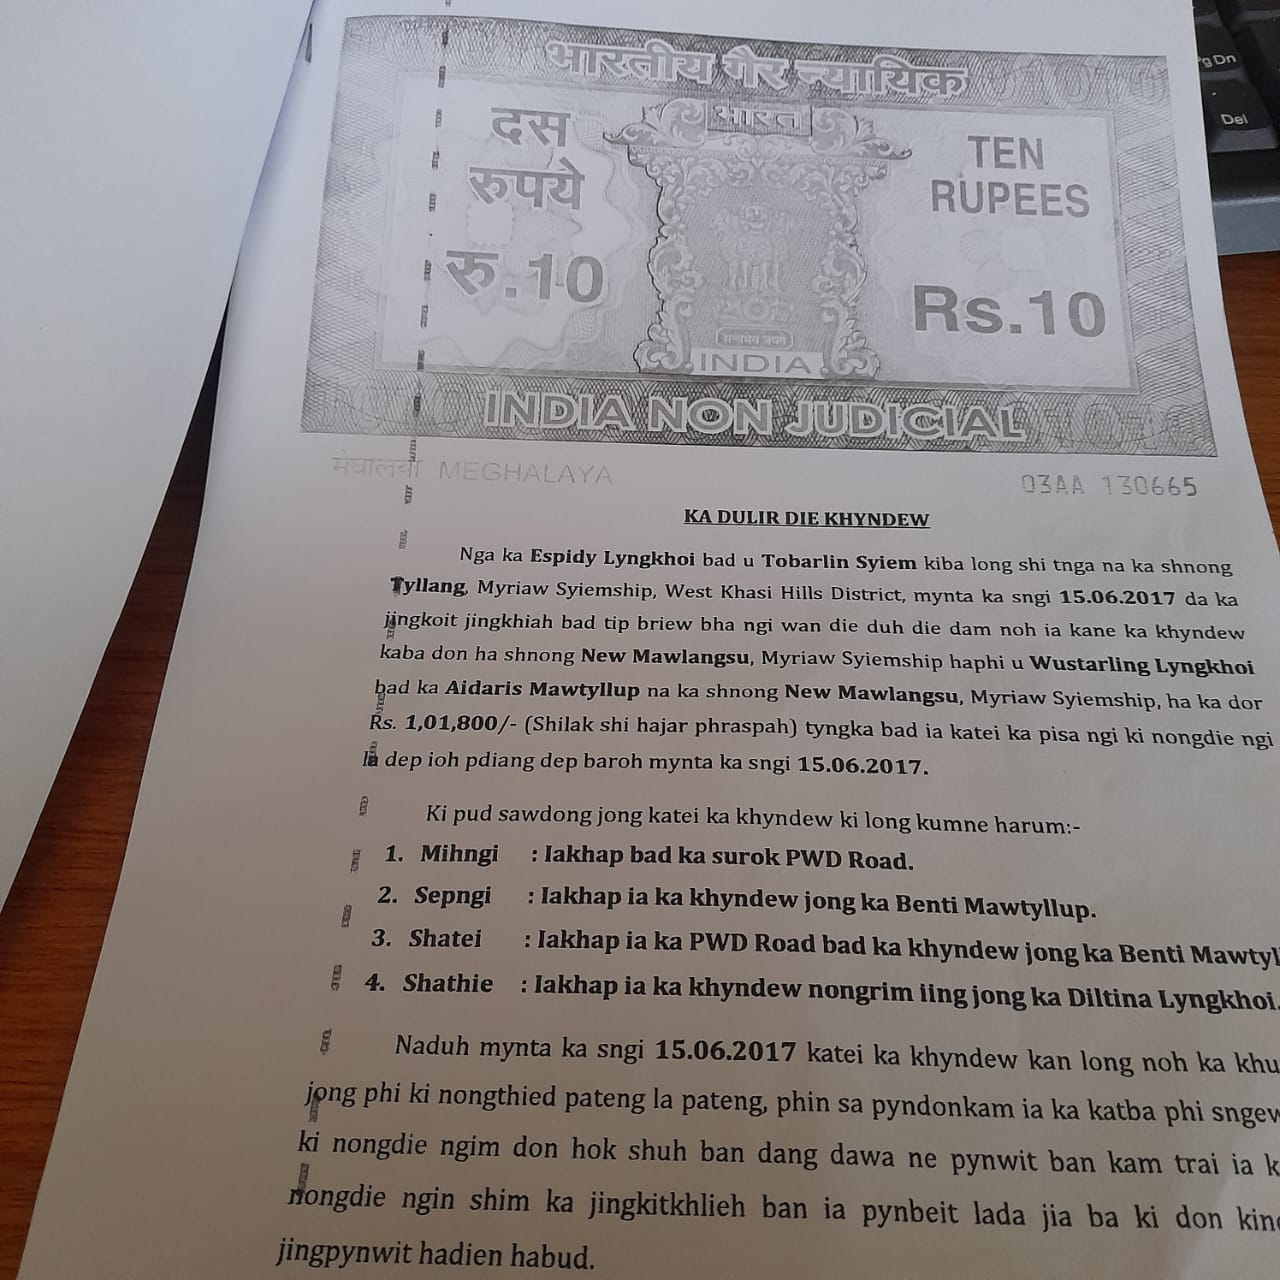 gDn
Del
भारतीय गैर न्यायिक
भारत
दस
रुपये
रु.10
TEN
RUPEES
Rs.10
सत्यमेव जयते
INDIA
INDIA NON JUDICIAL
मेघालया MEGHALAYA
03AA 130665
KA DULIR DIE KHYNDEW
Nga ka Espidy Lyngkhoi bad u Tobarlin Syiem kiba long shi tnga na ka shnong
Tyllang, Myriaw Syiemship, West Khasi Hills District, mynta ka sngi 15.06.2017 da ka
jingkoit jingkhiah bad tip briew bha ngi wan die duh die dam noh ia kane ka khyndew
kaba don ha shnong New Mawlangsu, Myriaw Syiemship haphi u Wustarling Lyngkhoi
bad ka Aidaris Mawtyllup na ka shnong New Mawlangsu, Myriaw Syiemship, ha ka dor
Rs. 1,01,800/- (Shilak shi hajar phraspah) tyngka bad ia katei ka pisa ngi ki nongdie ngi
la dep ioh pdiang dep baroh mynta ka sngi 15.06.2017.
Ki pud sawdong jong katei ka khyndew ki long kumne harum:-
1. Mihngi : Iakhap bad ka surok PWD Road.
2. Sepngi : Iakhap ia ka khyndew jong ka Benti Mawtyllup.
3. Shatei : Iakhap ia ka PWD Road bad ka khyndew jong ka Benti Mawtyl
4. Shathie : Iakhap ia ka khyndew nongrim iing jong ka Diltina Lyngkhoi.
Naduh mynta ka sngi 15.06.2017 katei ka khyndew kan long noh ka khu
jong phi ki nongthied pateng la pateng, phin sa pyndonkam ia ka katba phi sngew
ki nongdie ngim don hok shuh ban dang dawa ne pynwit ban kam trai ia k
nongdie ngin shim ka jingkitkhlieh ban ia pynbeit lada jia ba ki don kino
jingpynwit hadien habud.